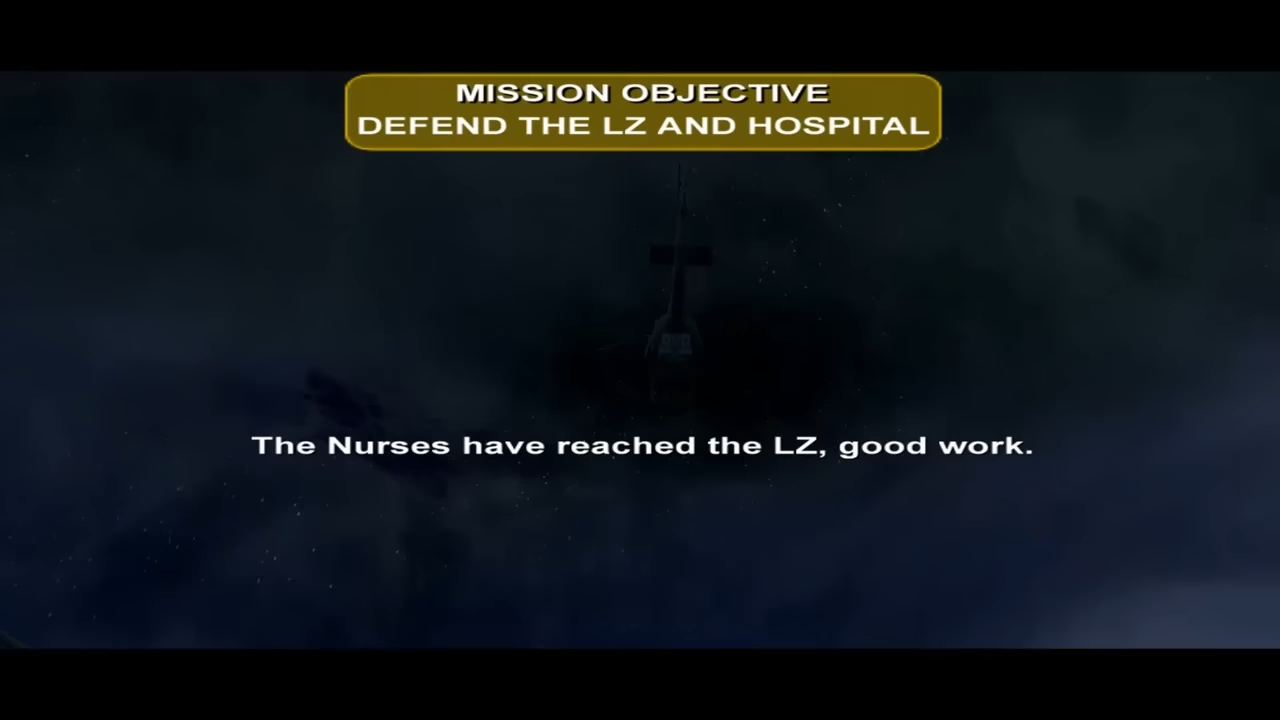 MISSION OBJECTIVE
DEFEND THE LZ AND HOSPITAL
The Nurses have reached the LZ, good work.